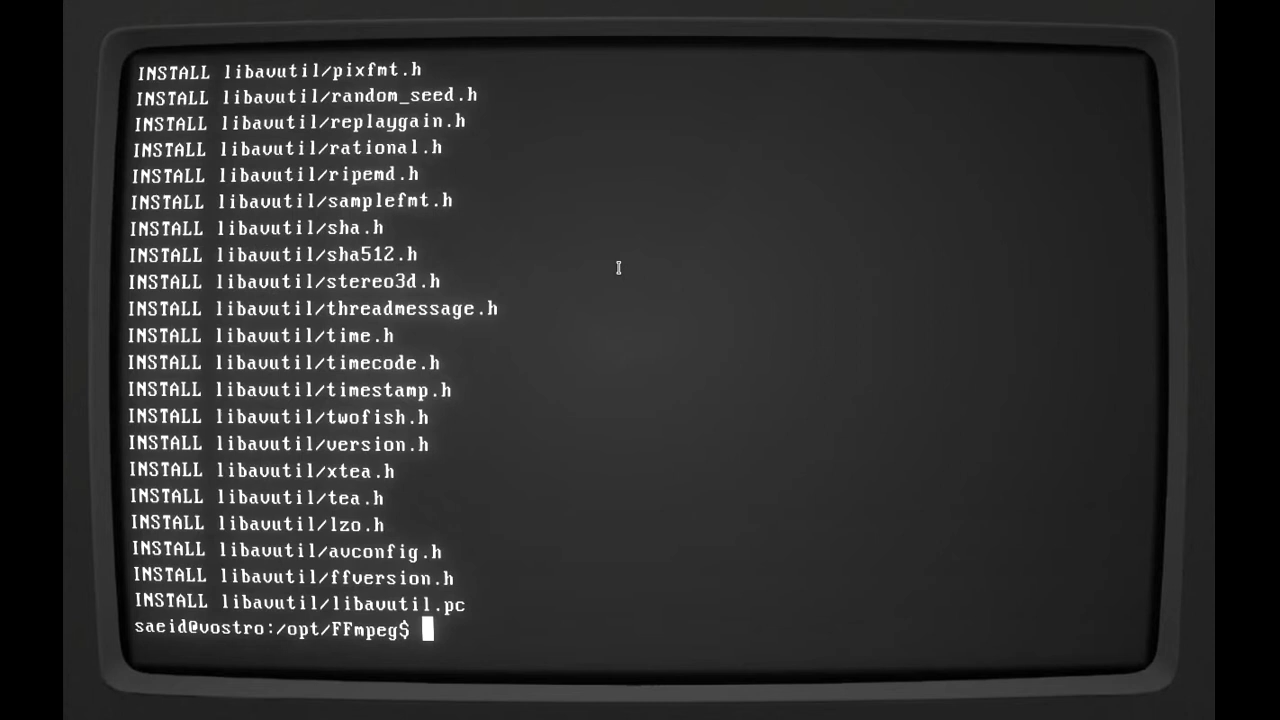 INSTALL libavutil/pixfmt.h
INSTALL libavutil/random_seed.h
INSTALL libavutil/replaygain.h
INSTALL libavutil/rational.h
INSTALL libavutil/ripemd.h
INSTALL libavutil/samplefmt.h
INSTALL libavutil/sha.h
INSTALL libavutil/sha512.h
INSTALL libavutil/stereo3d.h
INSTALL libavutil/threadmessage.h
INSTALL libavutil/time.h
INSTALL libavutil/timecode.h
INSTALL libavutil/timestamp.h
INSTALL libavutil/twofish.h
INSTALL libavutil/version.h
INSTALL libavutil/xtea.h
INSTALL libavutil/tea.h
INSTALL libavutil/lzo.h
INSTALL libavutil/avconfig.h
INSTALL libavutil/ffversion.h
INSTALL libavutil/libavutil.pc
saeid@vostro:/opt/FFmpeg$